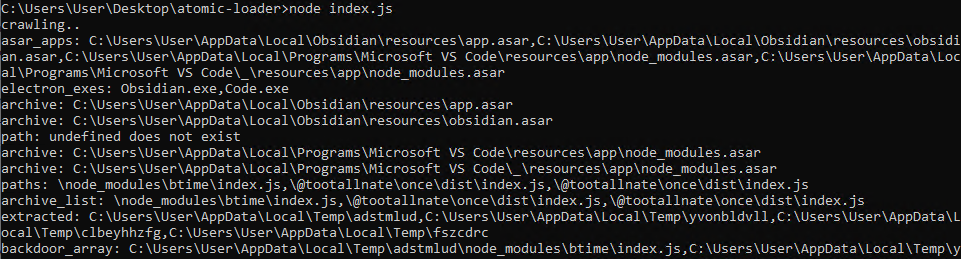 C:\Users\User\Desktop\atomic-loader>node index.js
crawling..
asar_apps: C:\Users\User\AppData\Local\Obsidian\resources\app.asar,C:\Users\User\AppData\Local\Obsidian\resources\obsidi
an.asar,C:\Users\User\AppData\Local\Programs\Microsoft VS Code\resources\app\node_modules.asar,C:\Users\User\AppData\Loc
al\Programs\Microsoft VS Code\_\resources\app\node_modules.asar
electron_exes: Obsidian.exe,Code.exe
archive: C:\Users\User\AppData\Local\Obsidian\resources\app.asar
archive: C:\Users\User\AppData\Local\Obsidian\resources\obsidian.asar
path: undefined does not exist
archive: C:\Users\User\AppData\Local\Programs\Microsoft VS Code\resources\app\node_modules.asar
archive: C:\Users\User\AppData\Local\Programs\Microsoft VS Code\_\resources\app\node_modules.asar
paths: \node_modules\btime\index.js,\@tootallnate\once\dist\index.js,\@tootallnate\once\dist\index.js
archive_list: \node_modules\btime\index.js,\@tootallnate\once\dist\index.js,\@tootallnate\once\dist\index.js
extracted: C:\Users\User\AppData\Local\Temp\adstmlud,C:\Users\User\AppData\Local\Temp\yvonbldvll,C:\Users\User\AppData\L
ocal\Temp\clbeyhhzfg,C:\Users\User\AppData\Local\Temp\fszcdrc
backdoor_array: C:\Users\User\AppData\Local\Temp\adstmlud\node_modules\btime\index.js,C:\Users\User\AppData\Local\Temp\y